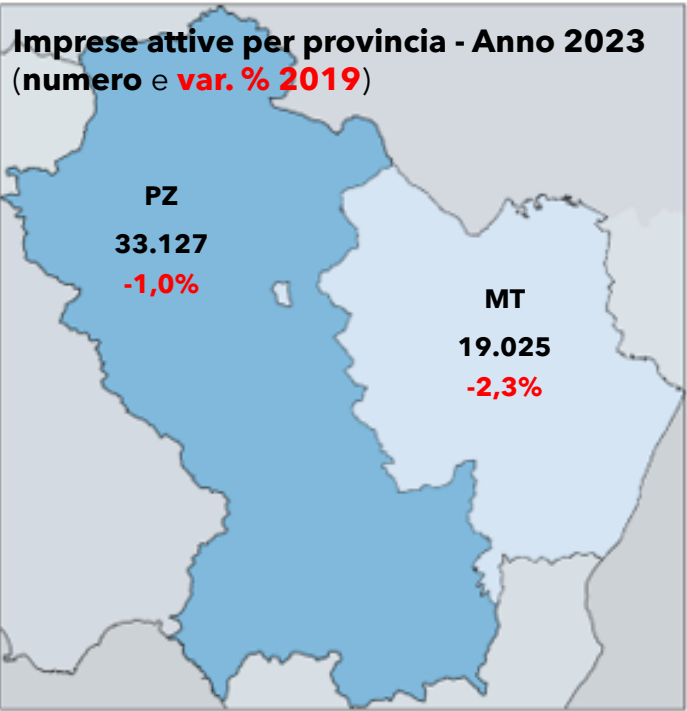 Imprese attive per provincia - Anno 2023
(numero e var. % 2019)
PZ
33.127
-1,0%
MT
19.025
-2,3%